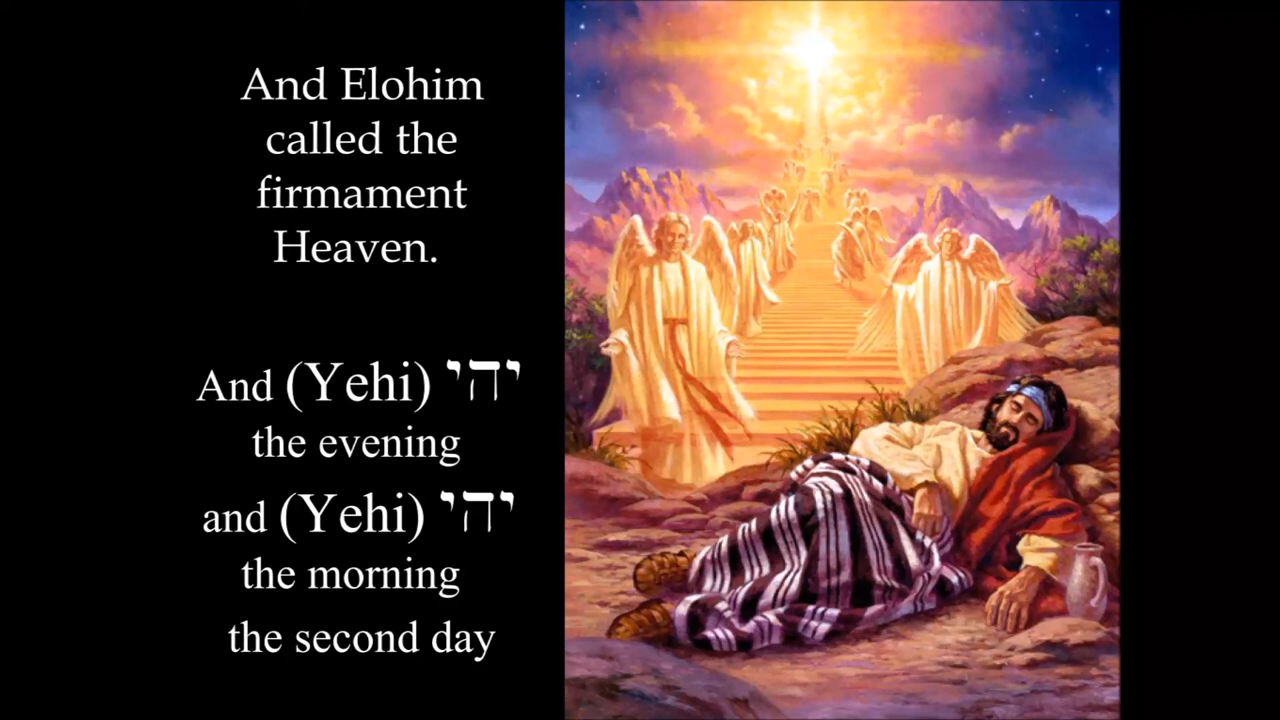 And Elohim
called the
firmament
Heaven.
And (Yehi) יהי
the evening
and (Yehi) יהי
the morning
the second day